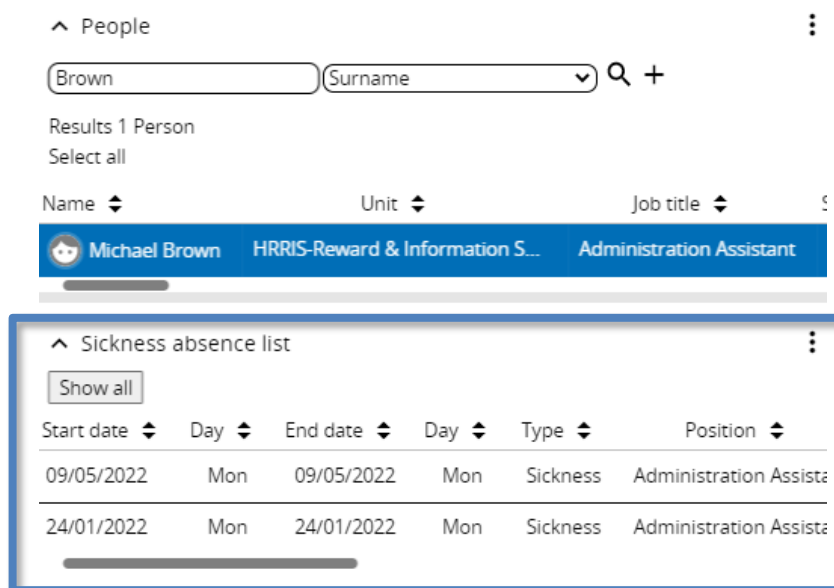 People
Brown Surname
Results 1 Person
Select all
Name Unit Job title S
Michael Brown HRRIS-Reward & Information S... Administration Assistant
Sickness absence list
Show all
Start date Day End date Day Type Position
09/05/2022 Mon 09/05/2022 Mon Sickness Administration Assista
24/01/2022 Mon 24/01/2022 Mon Sickness Administration Assista